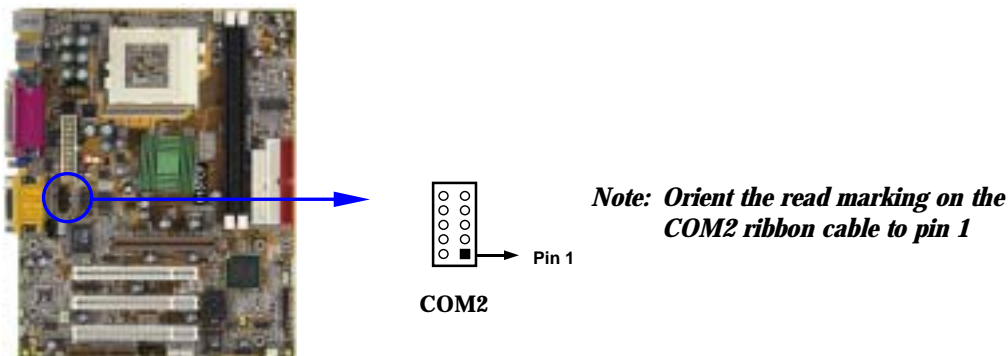 Note: Orient the read marking on the
COM2 ribbon cable to pin 1
Pin 1
COM2